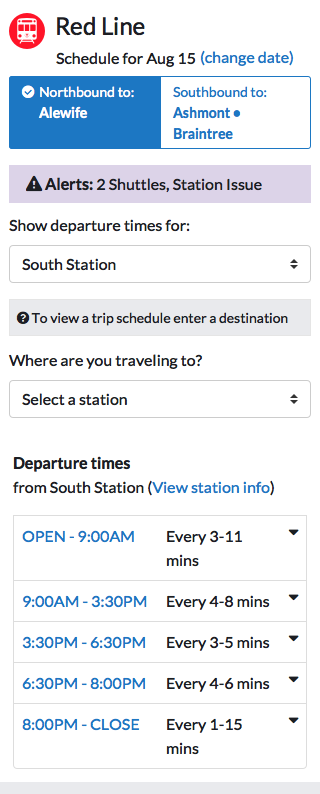 Red Line
Schedule for Aug 15 (change date)
Northbound to:
Alewife
Southbound to:
Ashmont •
Braintree
Alerts: 2 Shuttles, Station Issue
Show departure times for:
South Station
To view a trip schedule enter a destination
Where are you traveling to?
Select a station
Departure times
from South Station (View station info)
OPEN - 9:00AM Every 3-11
mins
9:00AM - 3:30PM Every 4-8 mins
3:30PM - 6:30PM Every 3-5 mins
6:30PM - 8:00PM Every 4-6 mins
8:00PM - CLOSE Every 1-15
mins